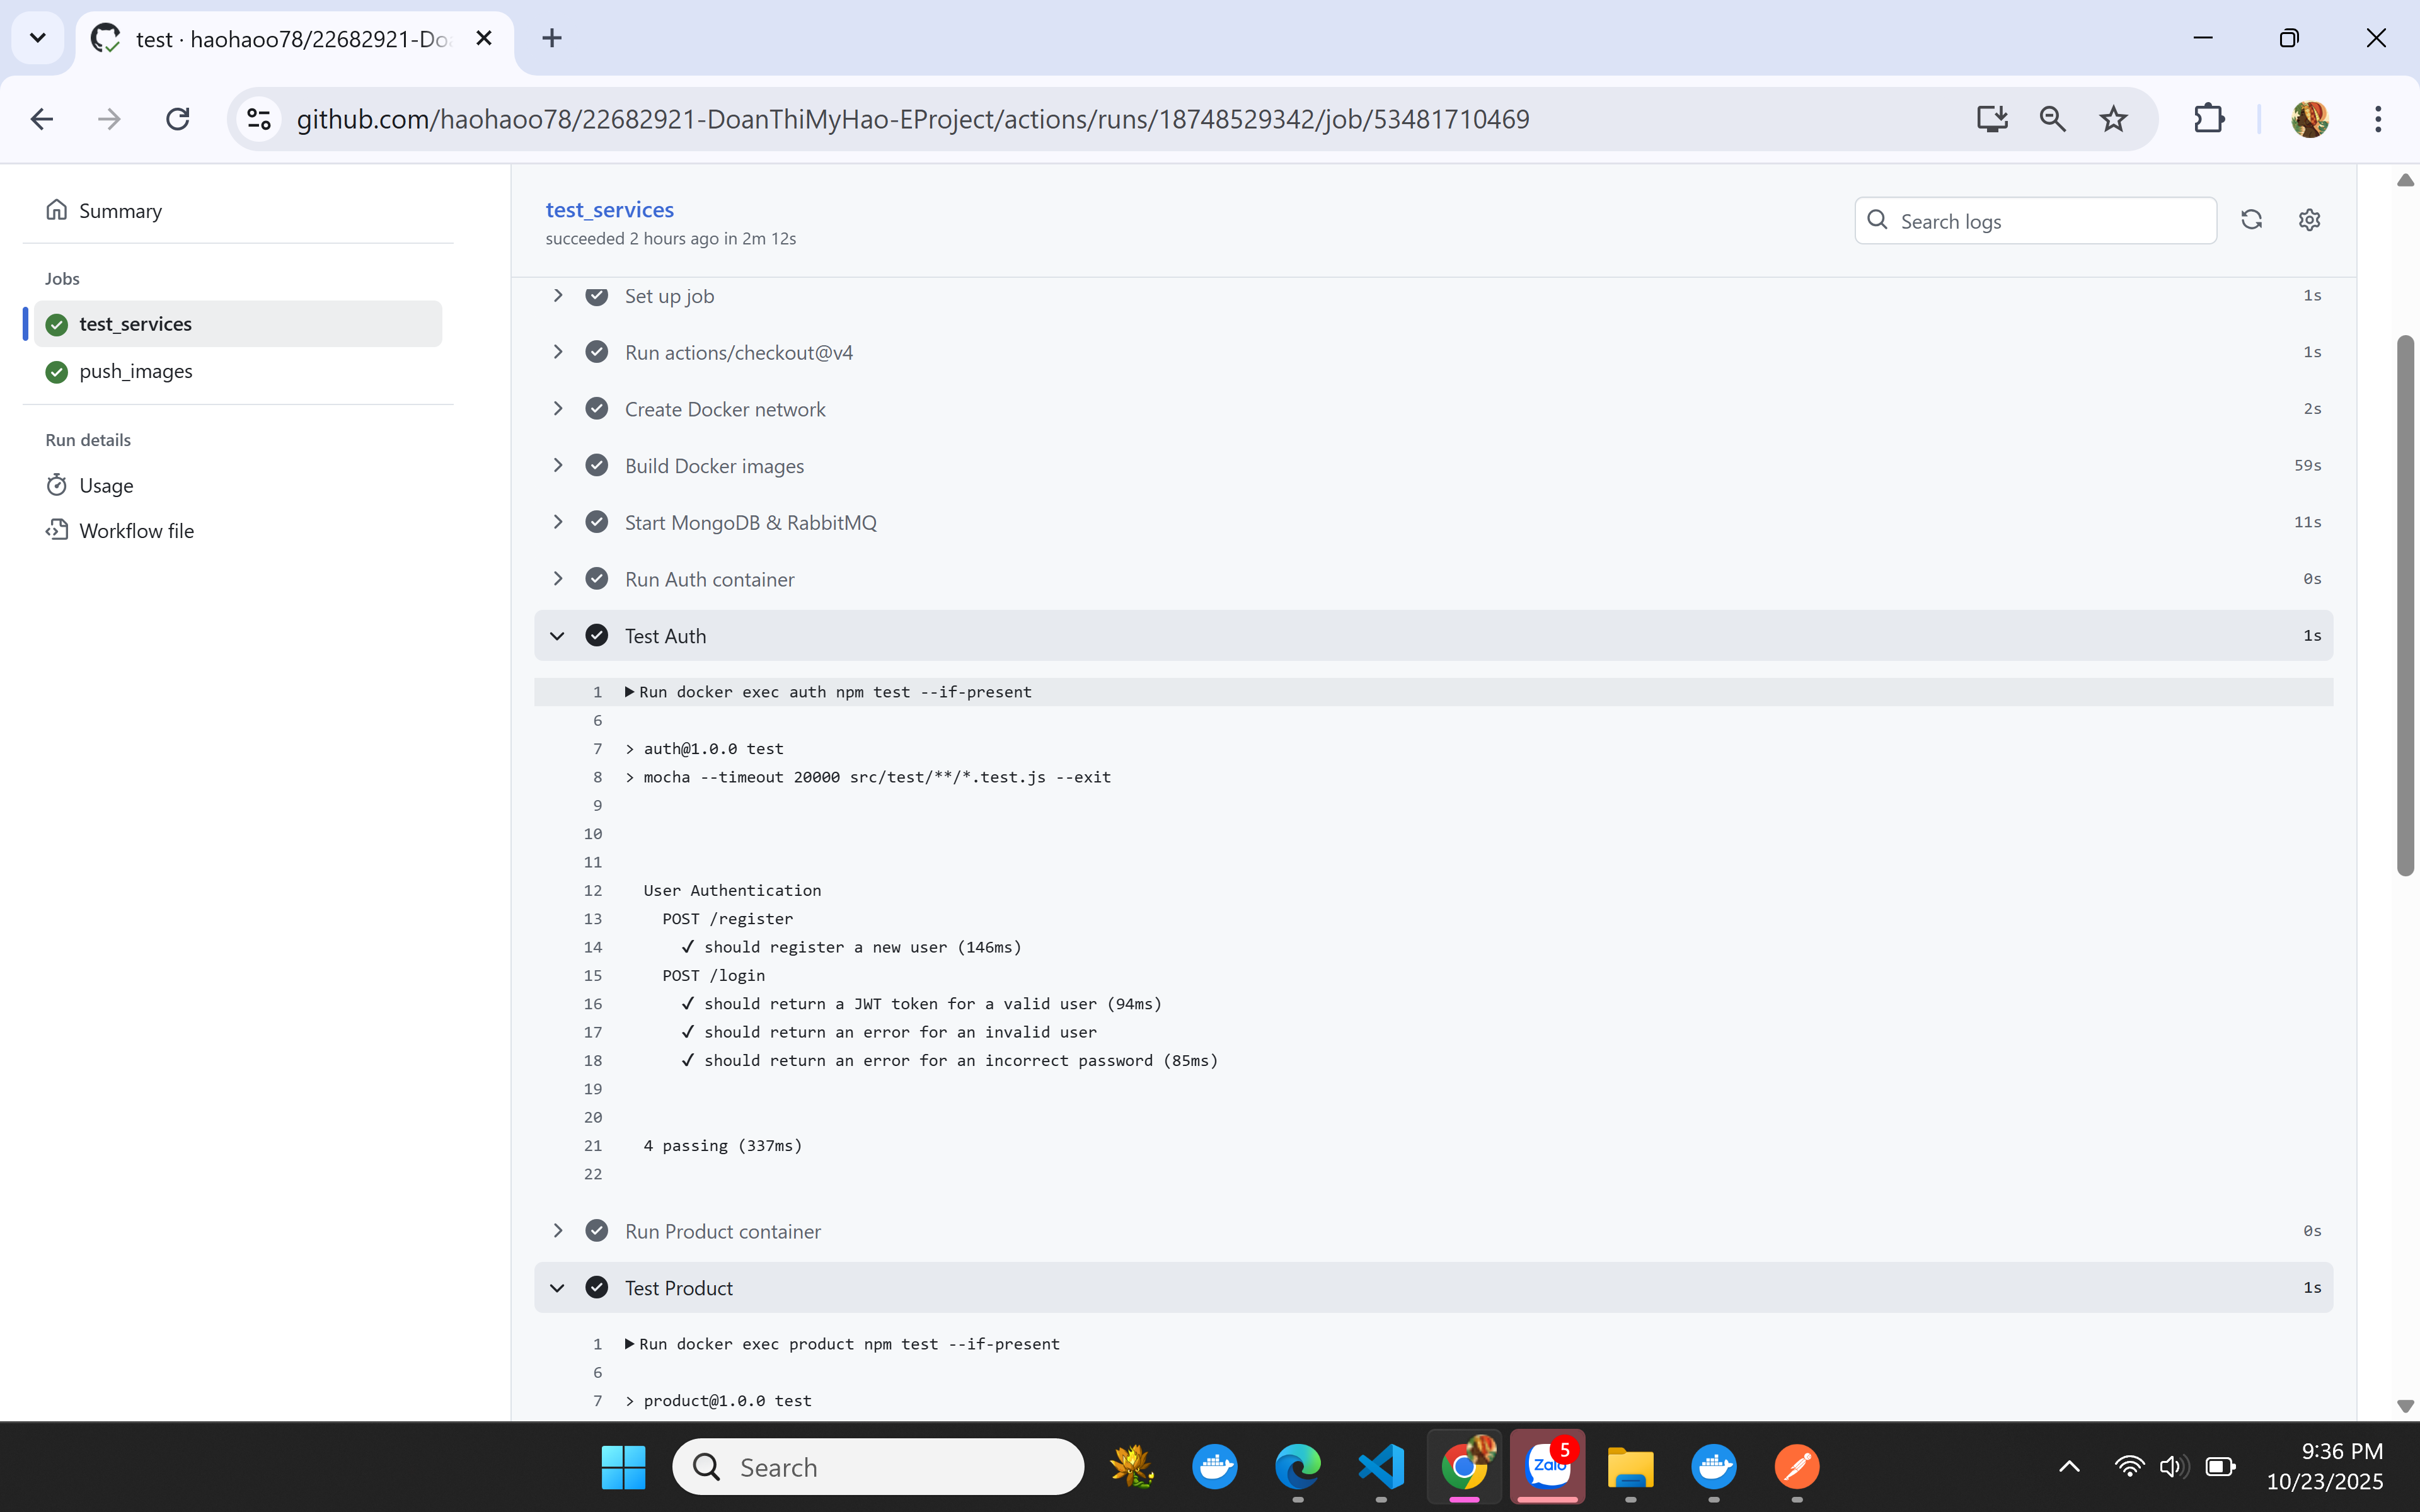 test · haohaoo78/22682921-Do
github.com/haohaoo78/22682921-DoanThiMyHao-EProject/actions/runs/18748529342/job/53481710469
Summary
Jobs
test_services
push_images
Run details
Usage
Workflow file
test_services
succeeded 2 hours ago in 2m 12s
Search logs
Set up job 1s
Run actions/checkout@v4 1s
Create Docker network 2s
Build Docker images 59s
Start MongoDB & RabbitMQ 11s
Run Auth container 0s
Test Auth 1s
1 ▶Run docker exec auth npm test --if-present
6
7 > auth@1.0.0 test
8 > mocha --timeout 20000 src/test/**/*.test.js --exit
9
10
11
12 User Authentication
13 POST /register
14 ✓ should register a new user (146ms)
15 POST /login
16 ✓ should return a JWT token for a valid user (94ms)
17 ✓ should return an error for an invalid user
18 ✓ should return an error for an incorrect password (85ms)
19
20
21 4 passing (337ms)
22
Run Product container 0s
Test Product 1s
1 ▶Run docker exec product npm test --if-present
6
7 > product@1.0.0 test
Search
Zalo
5
9:36 PM
10/23/2025